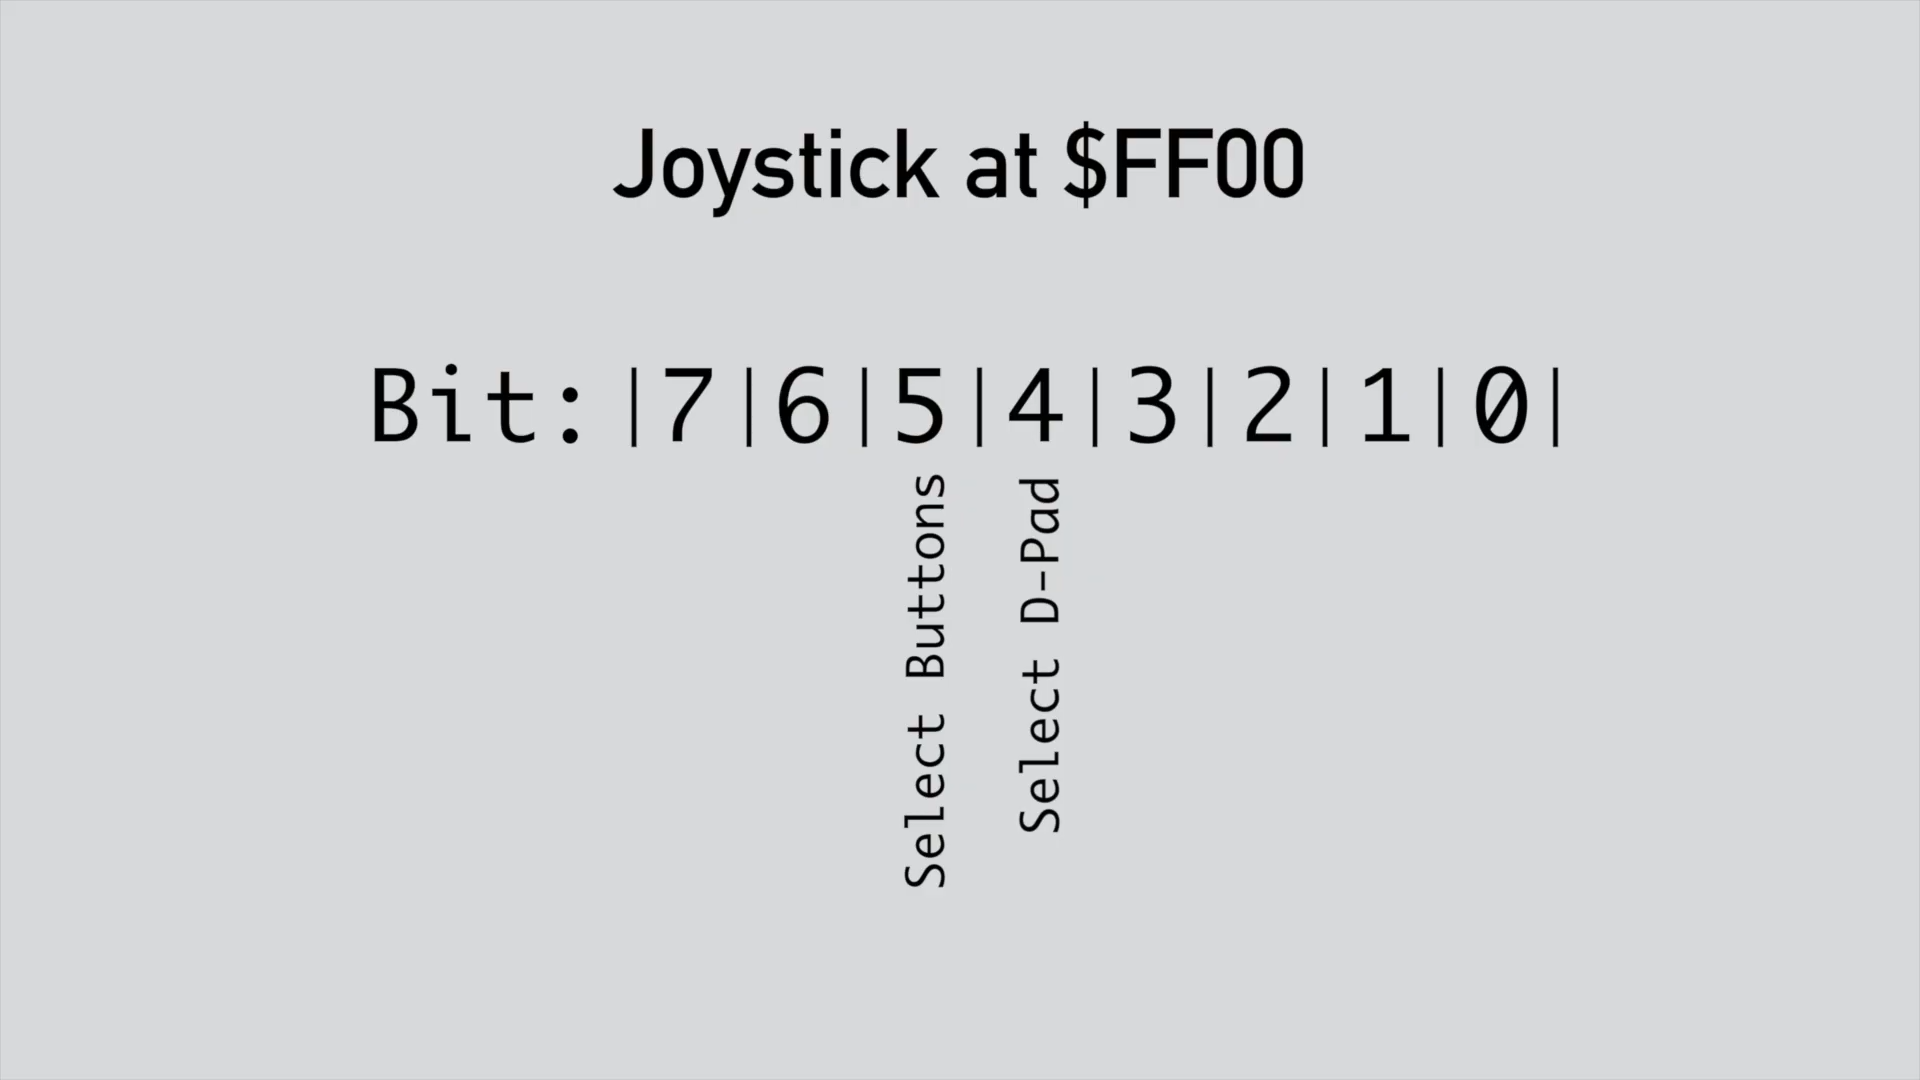 Joystick at $FF00
Bit:|7|6|5|4|3|2|1|0|
Select Buttons
Select D-Pad